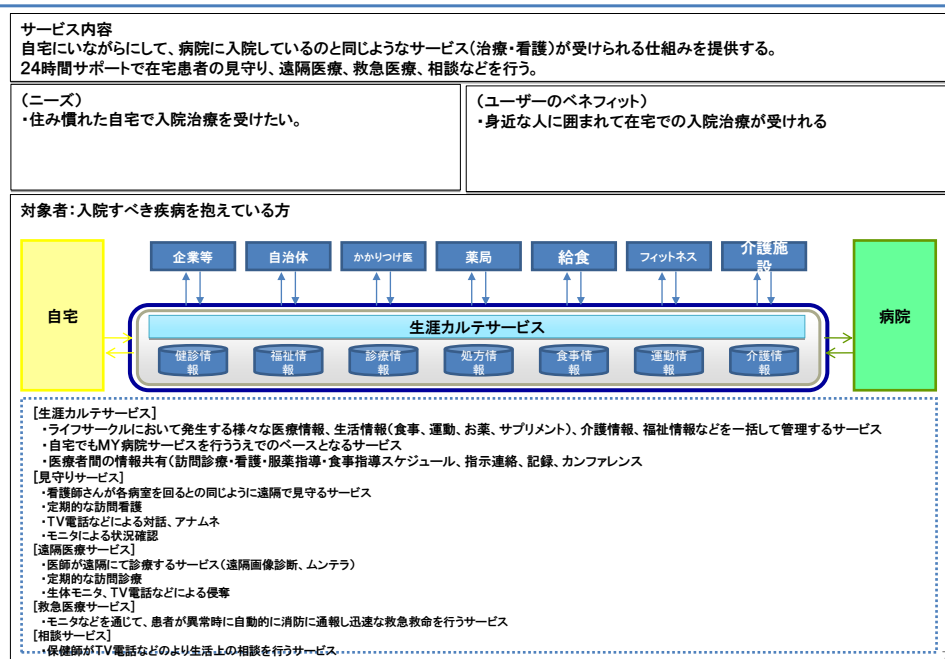 サービス内容
自宅にいながらにして、病院に入院しているのと同じようなサービス(治療・看護)が受けられる仕組みを提供する。
24時間サポートで在宅患者の見守り、遠隔医療、救急医療、相談などを行う。
(ニーズ)
・住み慣れた自宅で入院治療を受けたい。
(ユーザーのベネフィット)
・身近な人に囲まれて在宅での入院治療が受けれる
対象者:入院すべき疾病を抱えている方
自宅
企業等
自治体
かかりつけ医
薬局
給食
フィットネス
介護施
設
病院
生涯カルテサービス
健診情
報
福祉情
報
診療情
報
処方情
報
食事情
報
運動情
報
介護情
報
[生涯カルテサービス]
・ライフサークルにおいて発生する様々な医療情報、生活情報(食事、運動、お薬、サプリメント)、介護情報、福祉情報などを一括して管理するサービス
・自宅でもMY病院サービスを行ううえでのベースとなるサービス
・医療者間の情報共有(訪問診療・看護・服薬指導・食事指導スケジュール、指示連絡、記録、カンファレンス
[見守りサービス]
・看護師さんが各病室を回るとの同じように遠隔で見守るサービス
・定期的な訪問看護
・TV電話などによる対話、アナムネ
・モニタによる状況確認
[遠隔医療サービス]
・医師が遠隔にて診療するサービス(遠隔画像診断、ムンテラ)
・定期的な訪問診療
・生体モニタ、TV電話などによる侵奪
[救急医療サービス]
・モニタなどを通じて、患者が異常時に自動的に消防に通報し迅速な救急救命を行うサービス
[相談サービス]
・保健師がTV電話などのより生活上の相談を行うサービス